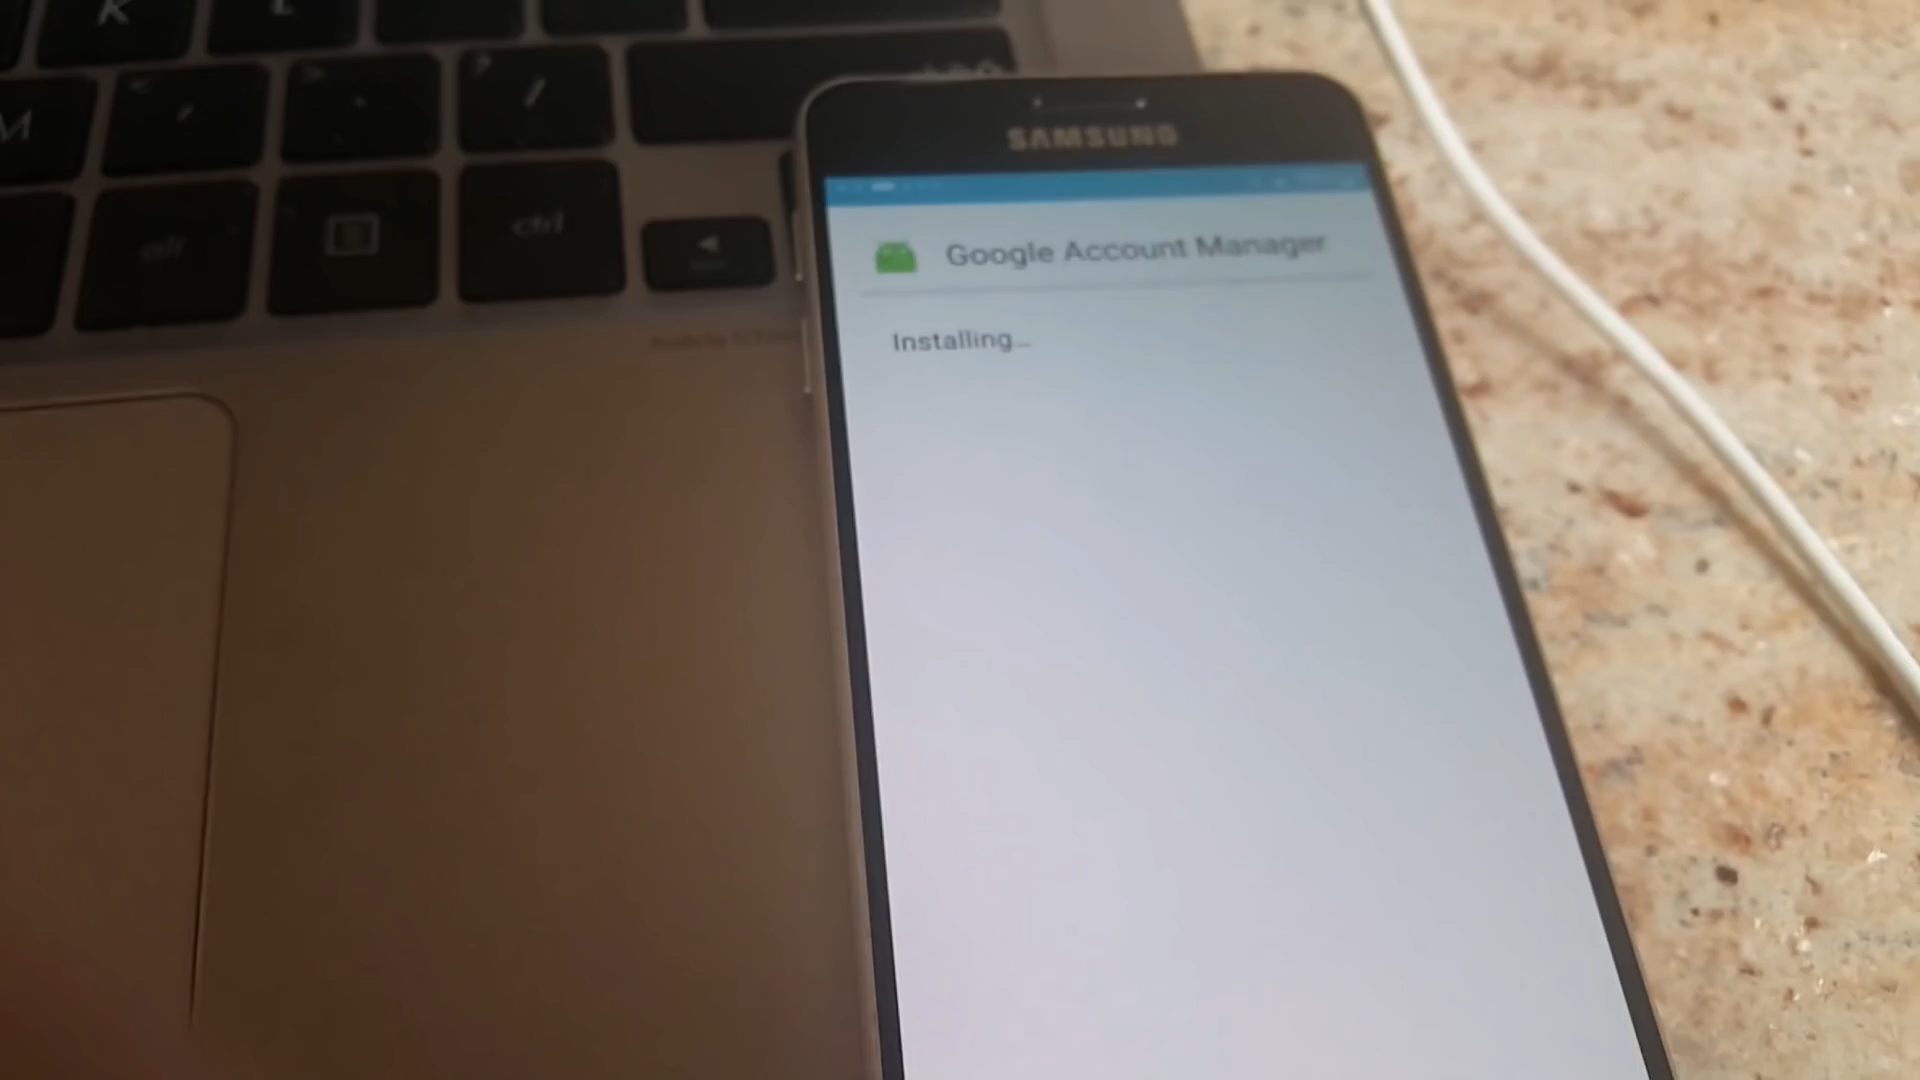 K
L
M
<
,
>
.
?
/
alt
ctrl
SAMSUNG
Google Account Manager
Installing...